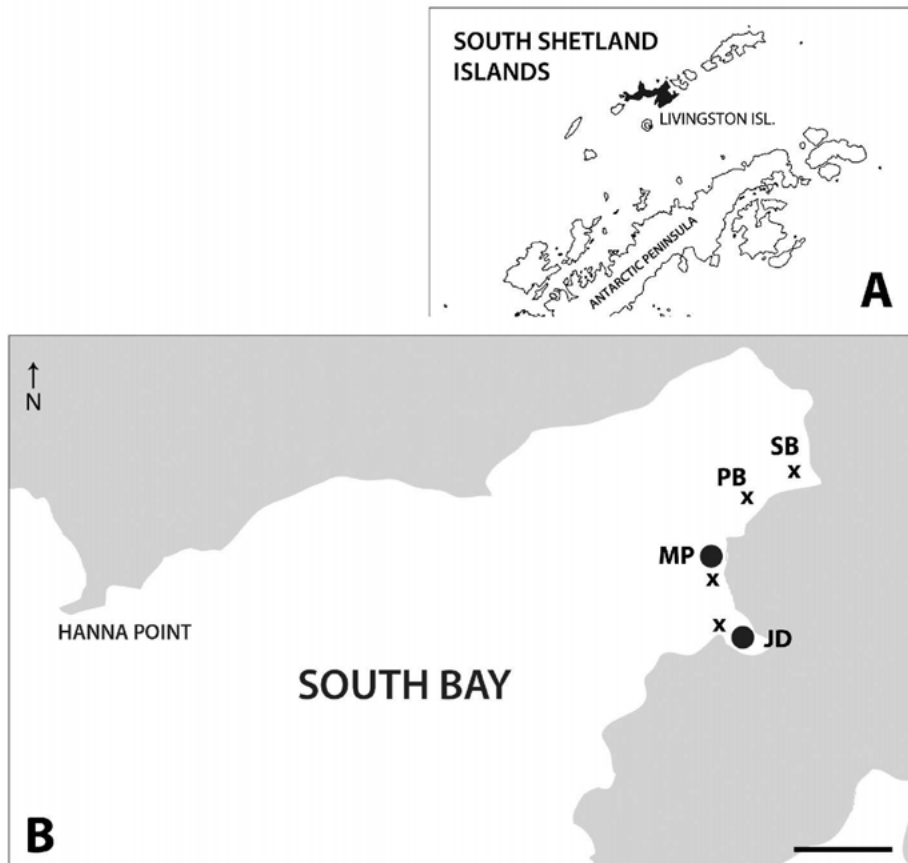 SOUTH SHETLAND
ISLANDS
LIVINGSTON ISL.
ANTARCTIC PENINSULA
A
N
SB
x
PB
x
MP
x
x
JD
HANNA POINT
SOUTH BAY
B